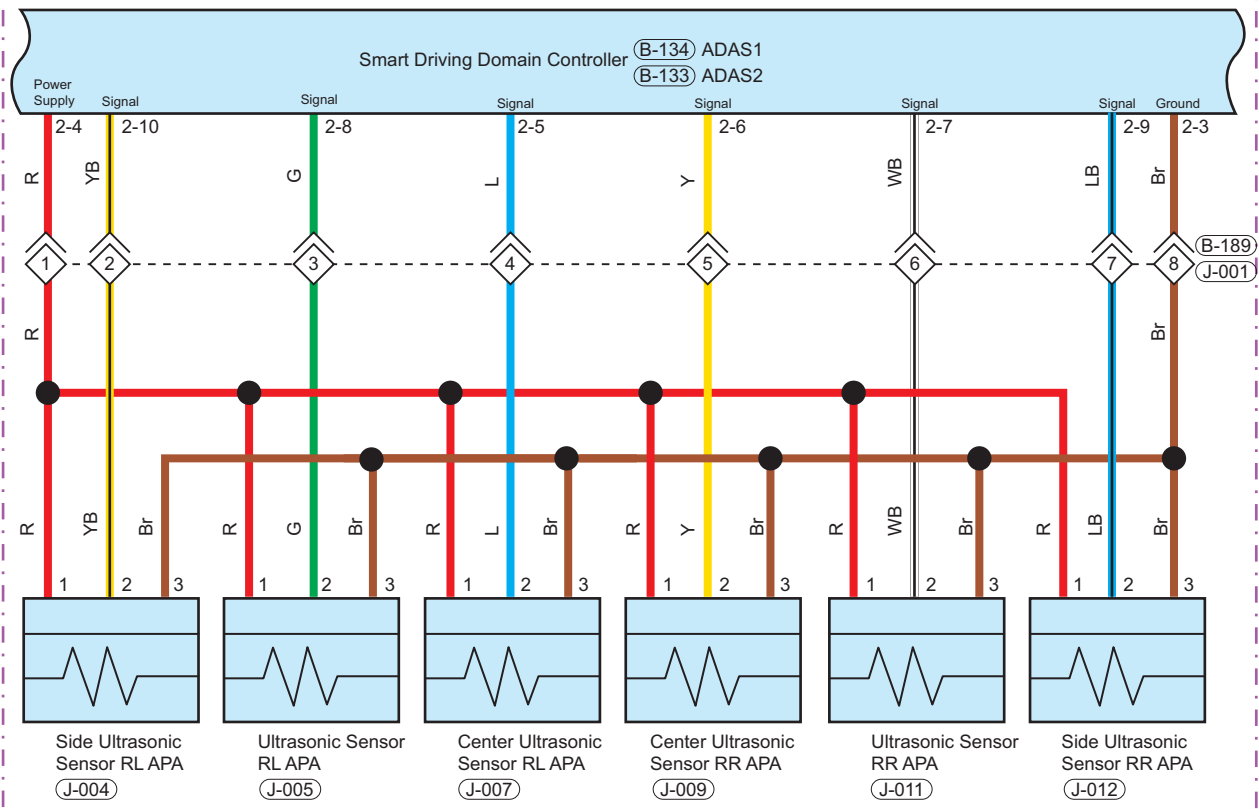 Smart Driving Domain Controller B-134 ADAS1
B-133 ADAS2
Power
Supply Signal Signal Signal Signal Signal Signal Ground
2-4 2-10 2-8 2-5 2-6 2-7 2-9 2-3
R YB G L Y WB LB Br
1 2 3 4 5 6 7 8 B-189
J-001
R Br
R YB Br R G Br R L Br R Y Br R WB Br R LB Br
1 2 3 1 2 3 1 2 3 1 2 3 1 2 3 1 2 3
Side Ultrasonic
Sensor RL APA
J-004
Ultrasonic Sensor
RL APA
J-005
Center Ultrasonic
Sensor RL APA
J-007
Center Ultrasonic
Sensor RR APA
J-009
Ultrasonic Sensor
RR APA
J-011
Side Ultrasonic
Sensor RR APA
J-012